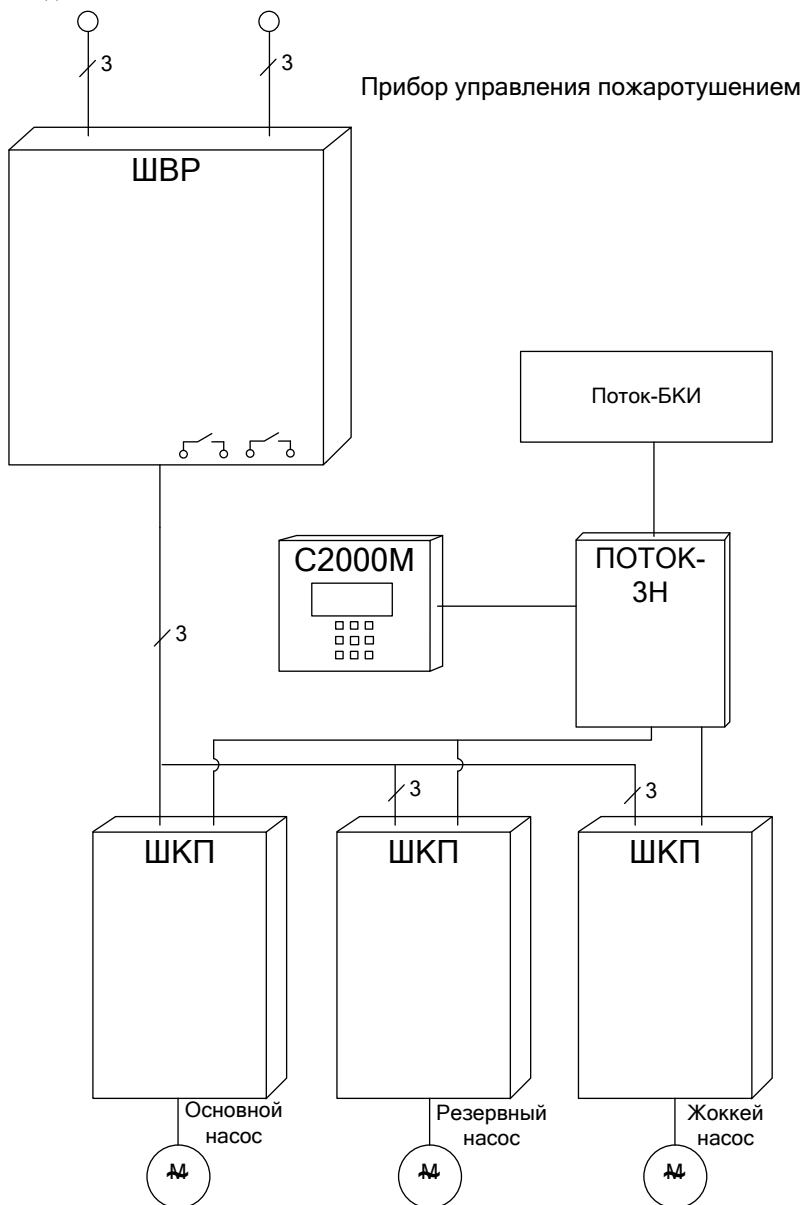 3
3
Прибор управления пожаротушением
ШВР
Поток-БКИ
С2000М
ПОТОК-
3Н
3
3
3
ШКП
ШКП
ШКП
Основной
насос
Резервный
насос
Жоккей
насос
М
М
М